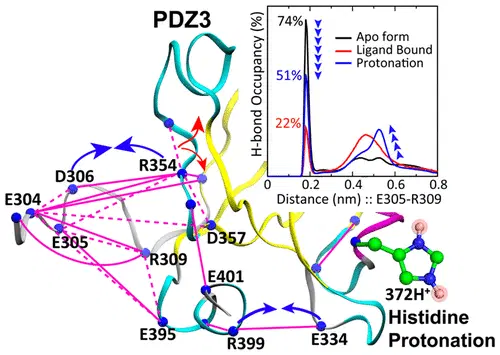 PDZ3
74%
51%
22%
H-bond Occupancy (%)
Apo form
Ligand Bound
Protonation
0.0 0.2 0.4 0.6 0.8
Distance (nm) :: E305-R309
D306
R354
E304
E305
D357
R309
E401
372H+
E395
R399
E334
Histidine
Protonation